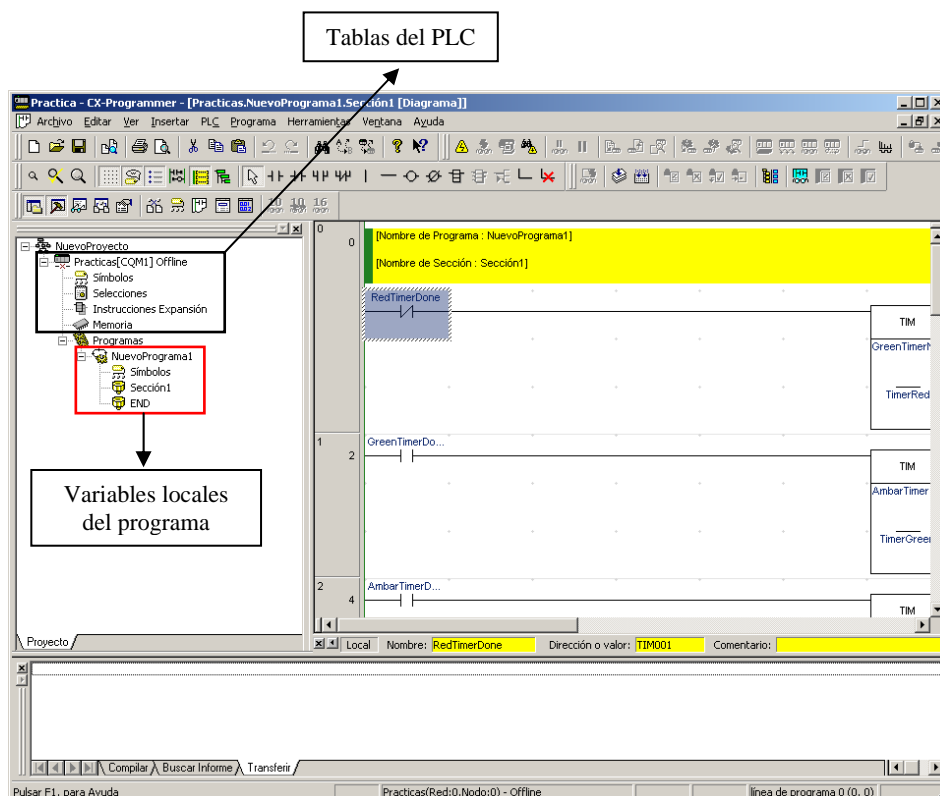 Tablas del PLC
Practica - CX-Programmer - [Practicas.NuevoPrograma1.Sección1 [Diagrama]]
Archivo Editar Ver Insertar PLC Programa Herramientas Ventana Ayuda
10 10 16
NuevoProyecto
Practicas[CQM1] Offline
Símbolos
Selecciones
Instrucciones Expansión
Memoria
Programas
NuevoPrograma1
Símbolos
Sección1
END
Variables locales
del programa
Proyecto
0
0
[Nombre de Programa : NuevoPrograma1]
[Nombre de Sección : Sección1]
RedTimerDone
TIM
GreenTimerN
TimerRed
1
2
GreenTimerDo...
TIM
AmbarTimer
TimerGree
2
4
AmbarTimerD...
TIM
Local Nombre: RedTimerDone Dirección o valor: TIM001 Comentario:
Compilar Buscar Informe Transferir
Pulsar F1, para Ayuda Practicas(Red:0,Nodo:0) - Offline línea de programa 0 (0, 0)